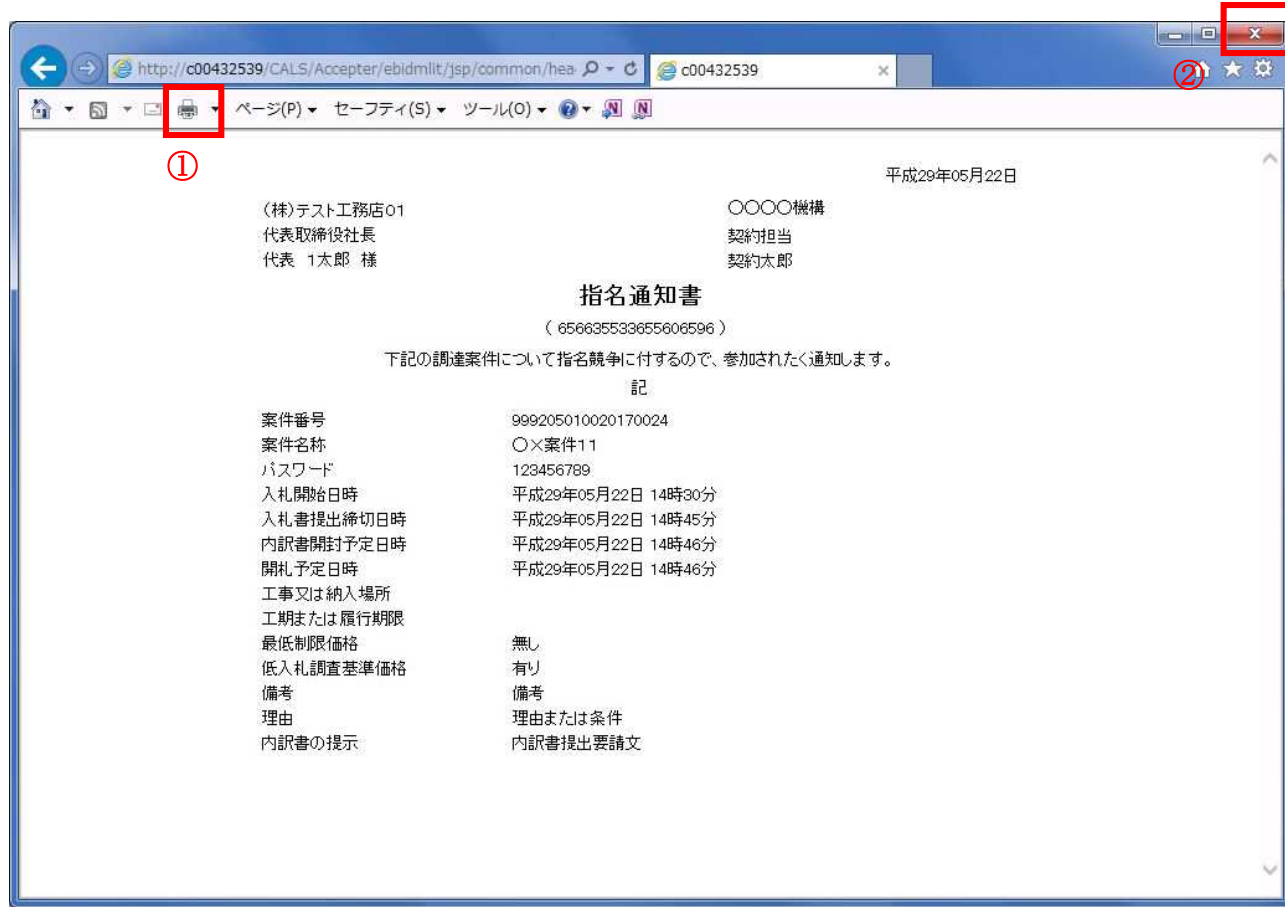 http://c00432539/CALS/Accepter/ebidmlit/jsp/common/hea
c00432539
②
ページ(P) セーフティ(S) ツール(O)
①
平成29年05月22日
(株)テスト工務店01 〇〇〇〇機構
代表取締役社長 契約担当
代表 1太郎 様 契約太郎
指名通知書
( 656635533655606596 )
下記の調達案件について指名競争に付するので、参加されたく通知します。
記
案件番号 999205010020170024
案件名称 〇×案件11
パスワード 123456789
入札開始日時 平成29年05月22日 14時30分
入札書提出締切日時 平成29年05月22日 14時45分
内訳書開封予定日時 平成29年05月22日 14時46分
開札予定日時 平成29年05月22日 14時46分
工事又は納入場所
工期または履行期限
最低制限価格 無し
低入札調査基準価格 有り
備考 備考
理由 理由または条件
内訳書の提示 内訳書提出要請文